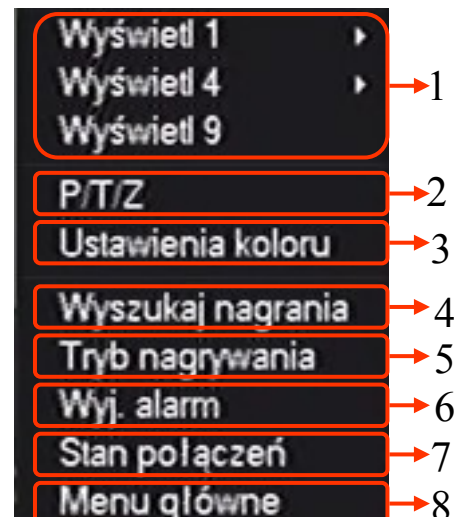 Wyświetl 1
Wyświetl 4
Wyświetl 9
1
P/T/Z
2
Ustawienia koloru
3
Wyszukaj nagrania
4
Tryb nagrywania
5
Wyj. alarm
6
Stan połączeń
7
Menu główne
8